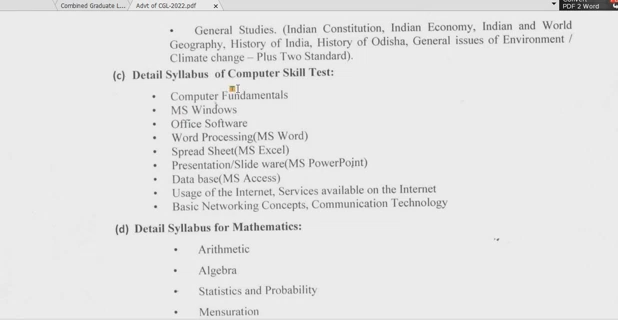 Combined Graduate L...
Advt of CGL-2022.pdf
PDF 2 Word
• General Studies. (Indian Constitution, Indian Economy, Indian and World
Geography, History of India, History of Odisha, General issues of Environment /
Climate change – Plus Two Standard).
(c) Detail Syllabus of Computer Skill Test:
• Computer Fundamentals
• MS Windows
• Office Software
• Word Processing(MS Word)
• Spread Sheet(MS Excel)
• Presentation/Slide ware(MS PowerPoint)
• Data base(MS Access)
• Usage of the Internet, Services available on the Internet
• Basic Networking Concepts, Communication Technology
(d) Detail Syllabus for Mathematics:
• Arithmetic
• Algebra
• Statistics and Probability
• Mensuration